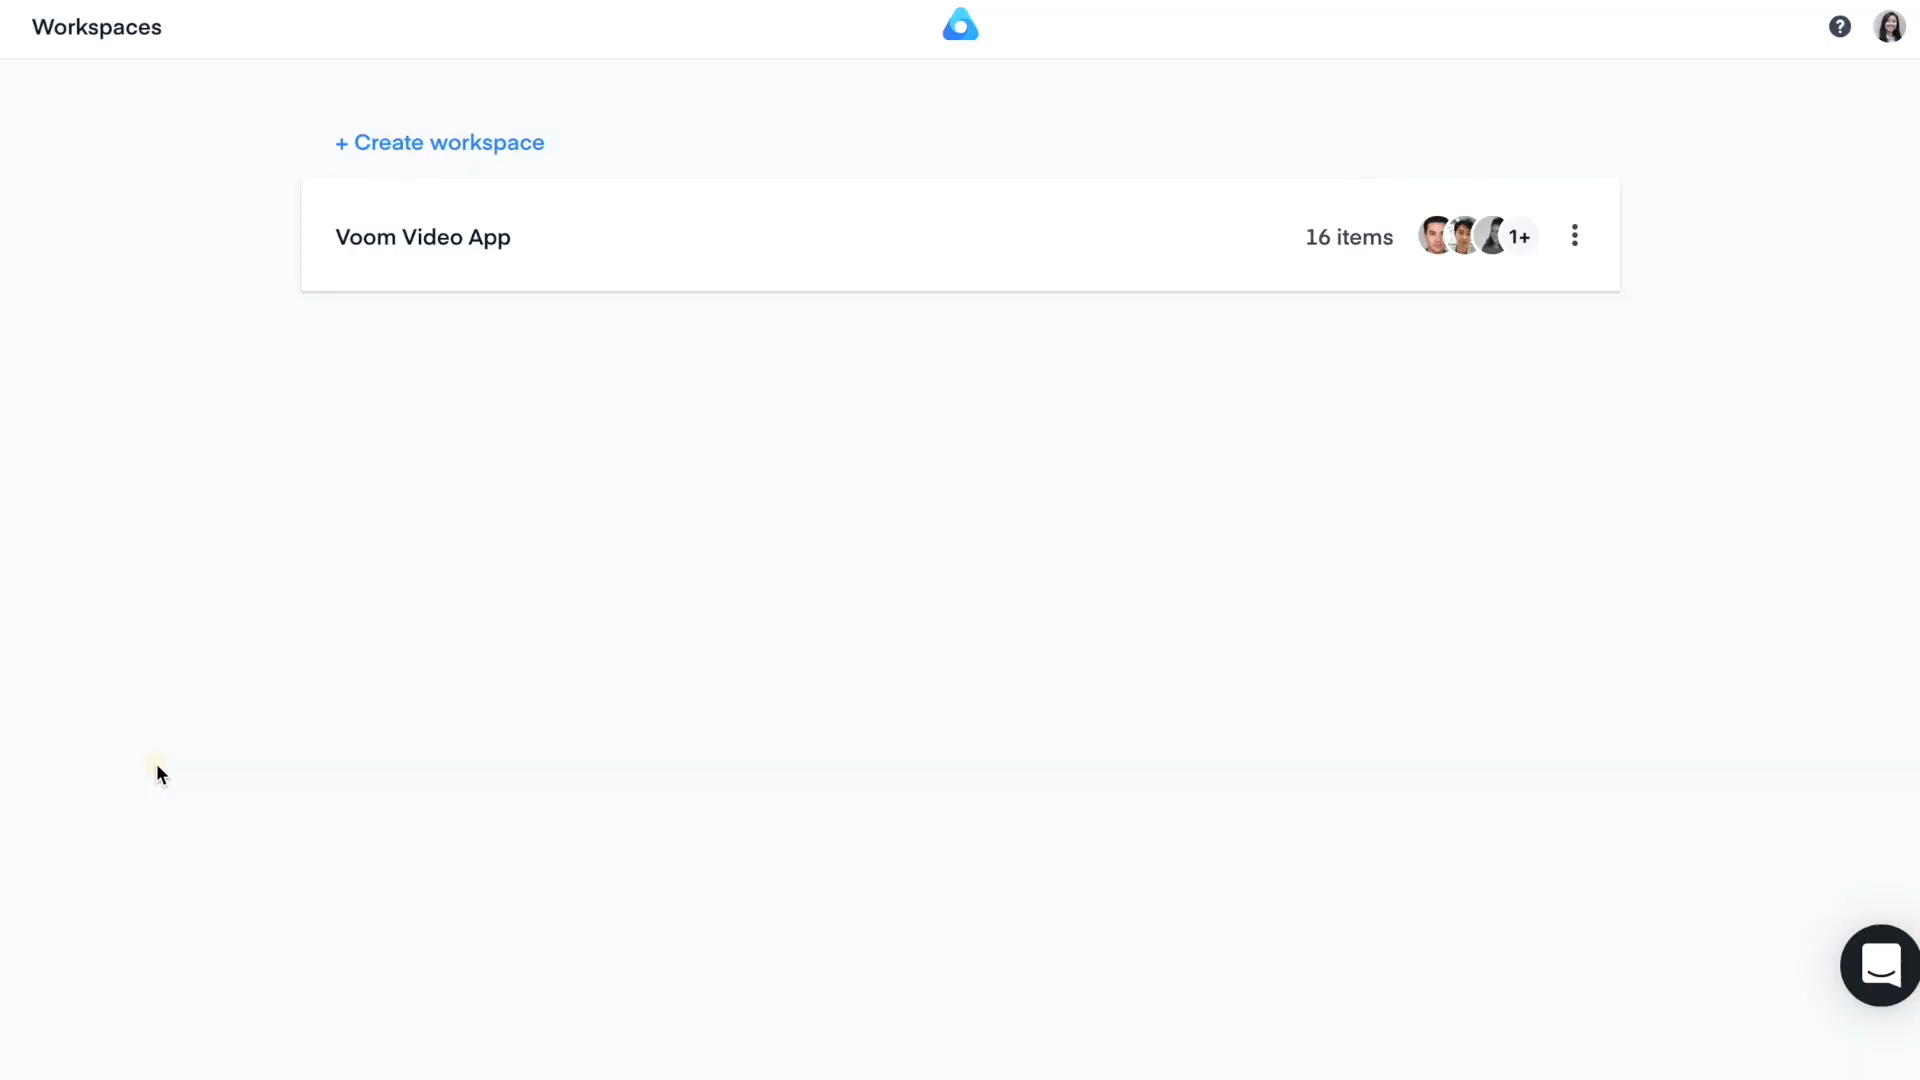 Workspaces
?
+ Create workspace
Voom Video App
16 items
1+